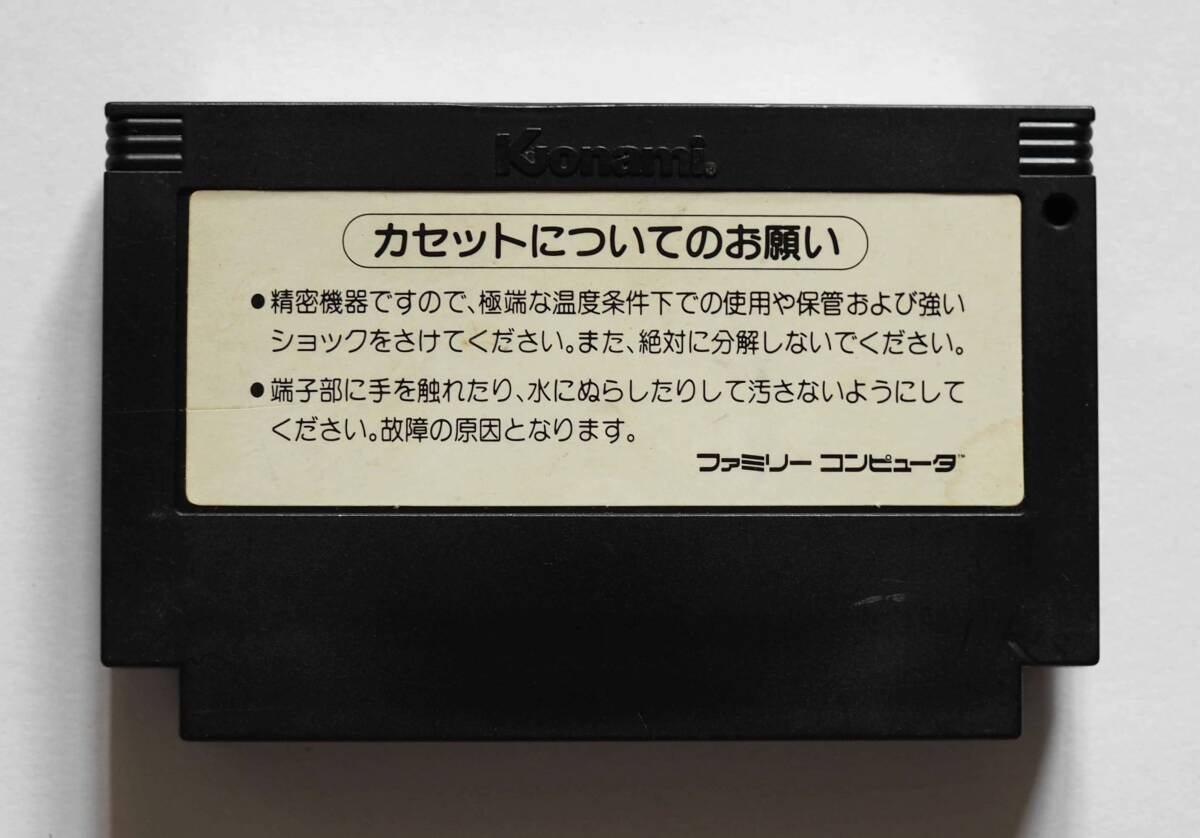 Konami®
カセットについてのお願い
●精密機器ですので、極端な温度条件下での使用や保管および強い
ショックをさけてください。また、絶対に分解しないでください。
●端子部に手を触れたり、水にぬらしたりして汚さないようにして
ください。故障の原因となります。
ファミリー コンピュータ™